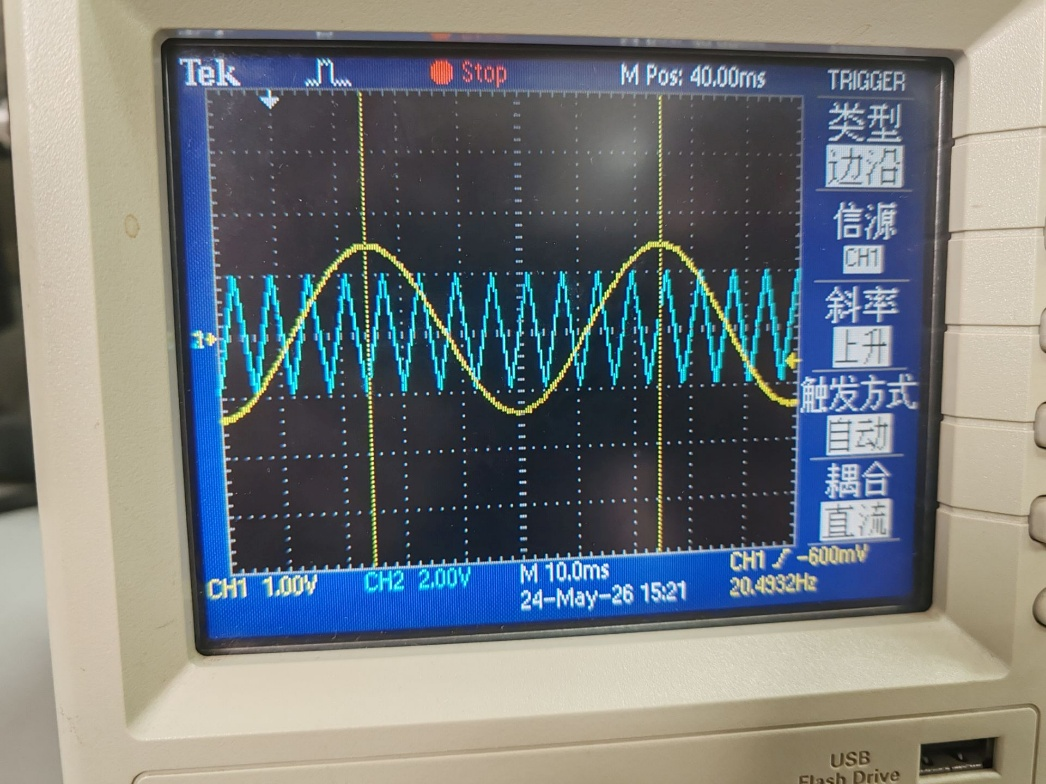 Tek Stop M Pos: 40.00ms TRIGGER
类型
边沿
信源
CH1
斜率
上升
触发方式
自动
耦合
直流
1
CH1 1.00V CH2 2.00V M 10.0ms CH1 -600mV
24-May-26 15:21 20.4932Hz
USB
Flash Drive